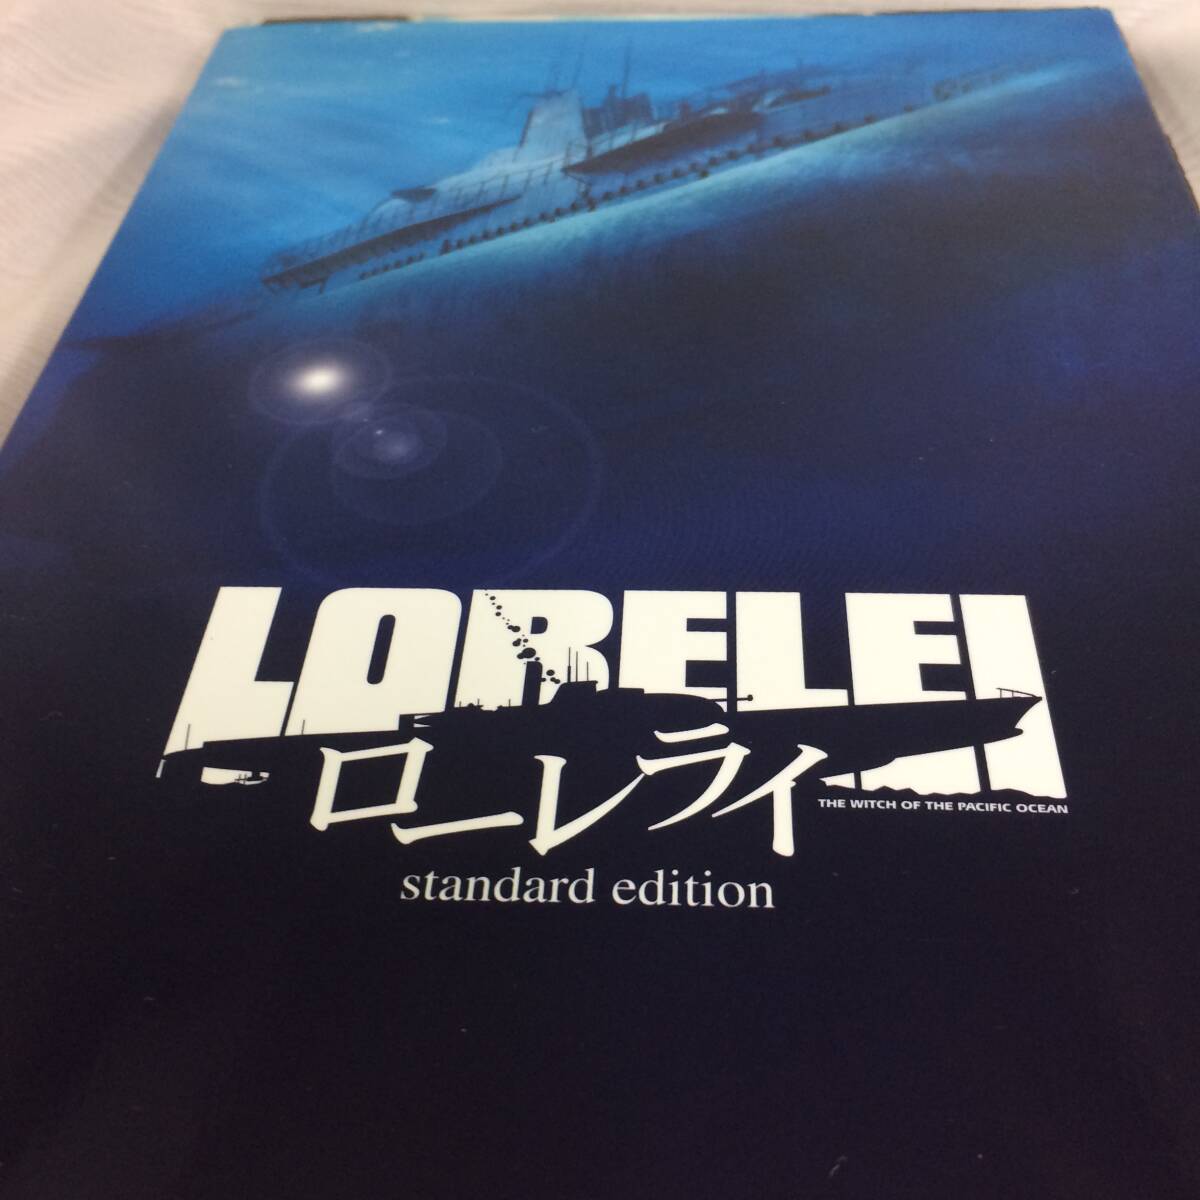 LORELEI
ローレライ
THE WITCH OF THE PACIFIC OCEAN
standard edition